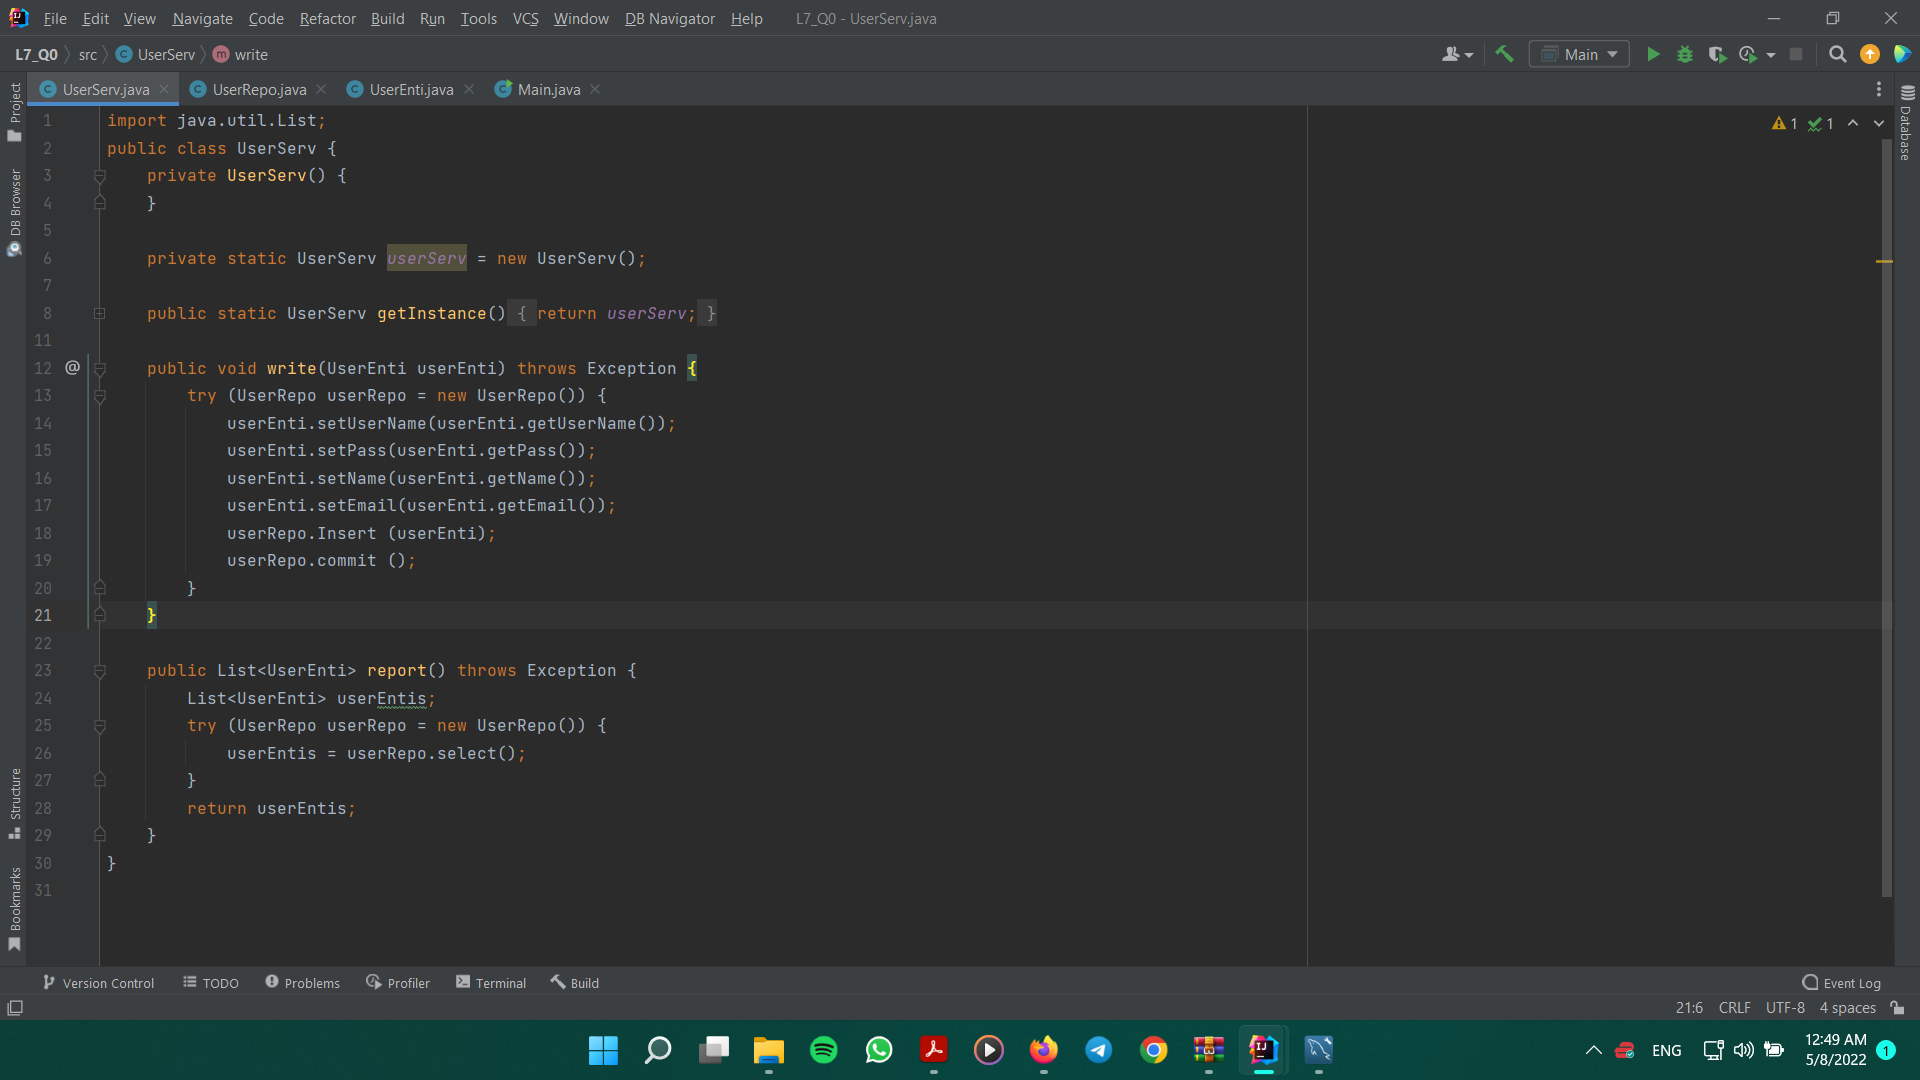 File Edit View Navigate Code Refactor Build Run Tools VCS Window DB Navigator Help L7_Q0 - UserServ.java
L7_Q0 src UserServ write Main
UserServ.java UserRepo.java UserEnti.java Main.java
Project
DB Browser
Structure
Bookmarks
Database
1 1
1 import java.util.List;
2 public class UserServ {
3 private UserServ() {
4 }
5
6 private static UserServ userServ = new UserServ();
7
8 public static UserServ getInstance() { return userServ; }
11
12 @ public void write(UserEnti userEnti) throws Exception {
13 try (UserRepo userRepo = new UserRepo()) {
14 userEnti.setUserName(userEnti.getUserName());
15 userEnti.setPass(userEnti.getPass());
16 userEnti.setName(userEnti.getName());
17 userEnti.setEmail(userEnti.getEmail());
18 userRepo.Insert (userEnti);
19 userRepo.commit ();
20 }
21 }
22
23 public List<UserEnti> report() throws Exception {
24 List<UserEnti> userEntis;
25 try (UserRepo userRepo = new UserRepo()) {
26 userEntis = userRepo.select();
27 }
28 return userEntis;
29 }
30 }
31
Version Control TODO Problems Profiler Terminal Build Event Log
21:6 CRLF UTF-8 4 spaces
ENG 12:49 AM 1
5/8/2022